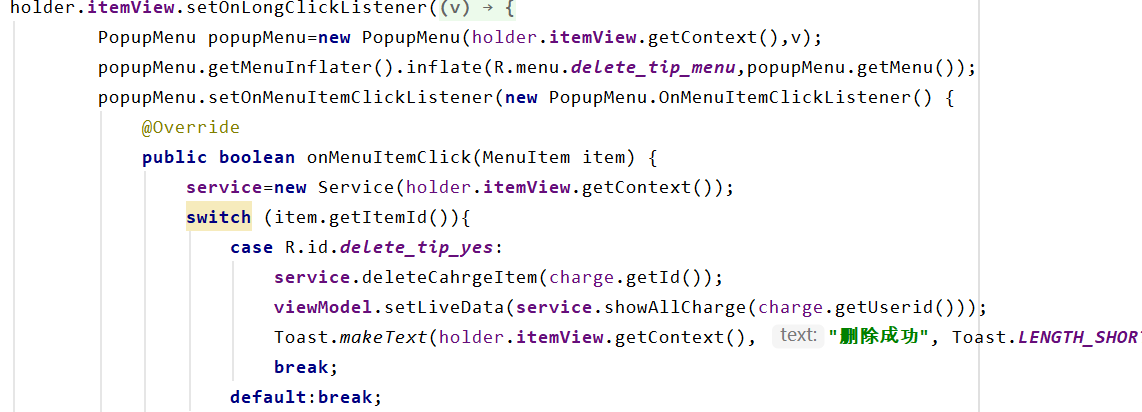 holder.itemView.setOnLongClickListener((v) → {
PopupMenu popupMenu=new PopupMenu(holder.itemView.getContext(),v);
popupMenu.getMenuInflater().inflate(R.menu.delete_tip_menu,popupMenu.getMenu());
popupMenu.setOnMenuItemClickListener(new PopupMenu.OnMenuItemClickListener() {
@Override
public boolean onMenuItemClick(MenuItem item) {
service=new Service(holder.itemView.getContext());
switch (item.getItemId()){
case R.id.delete_tip_yes:
service.deleteCahrgeItem(charge.getId());
viewModel.setLiveData(service.showAllCharge(charge.getUserid()));
Toast.makeText(holder.itemView.getContext(), text: "删除成功", Toast.LENGTH_SHOR
break;
default:break;